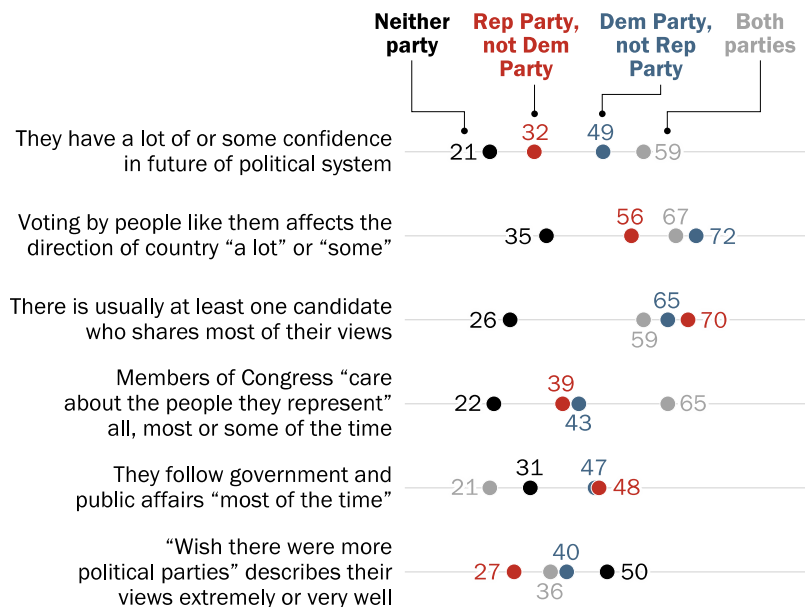 Neither party
Rep Party, not Dem Party
Dem Party, not Rep Party
Both parties
They have a lot of or some confidence
in future of political system
21
32
49
59
Voting by people like them affects the
direction of country “a lot” or “some”
35
56
67
72
There is usually at least one candidate
who shares most of their views
26
59
65
70
Members of Congress “care
about the people they represent”
all, most or some of the time
22
39
43
65
They follow government and
public affairs “most of the time”
21
31
47
48
“Wish there were more
political parties” describes their
views extremely or very well
27
36
40
50